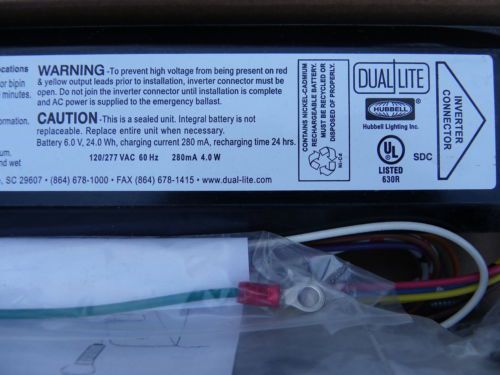 ocations
or bipin
minutes.
ormation.
um
nd wet
WARNING -To prevent high voltage from being present on red
& yellow output leads prior to installation, inverter connector must be
open. Do not join the inverter connector until installation is complete
and AC power is supplied to the emergency ballast.
CAUTION -This is a sealed unit. Integral battery is not
replaceable. Replace entire unit when necessary.
Battery 6.0 V, 24.0 Wh, charging current 280 mA, recharging time 24 hrs.
120/277 VAC 60 Hz 280mA 4.0 W
e, SC 29607 • (864) 678-1000 • FAX (864) 678-1415 • www.dual-lite.com
CONTAINS NICKEL-CADMIUM
RECHARGEABLE BATTERY.
MUST BE RECYCLED OR
DISPOSED OF PROPERLY.
Ni-Cd
DUAL LITE
HUBBELL
Hubbell Lighting Inc.
UL
LISTED
630R
SDC
INVERTER
CONNECTOR